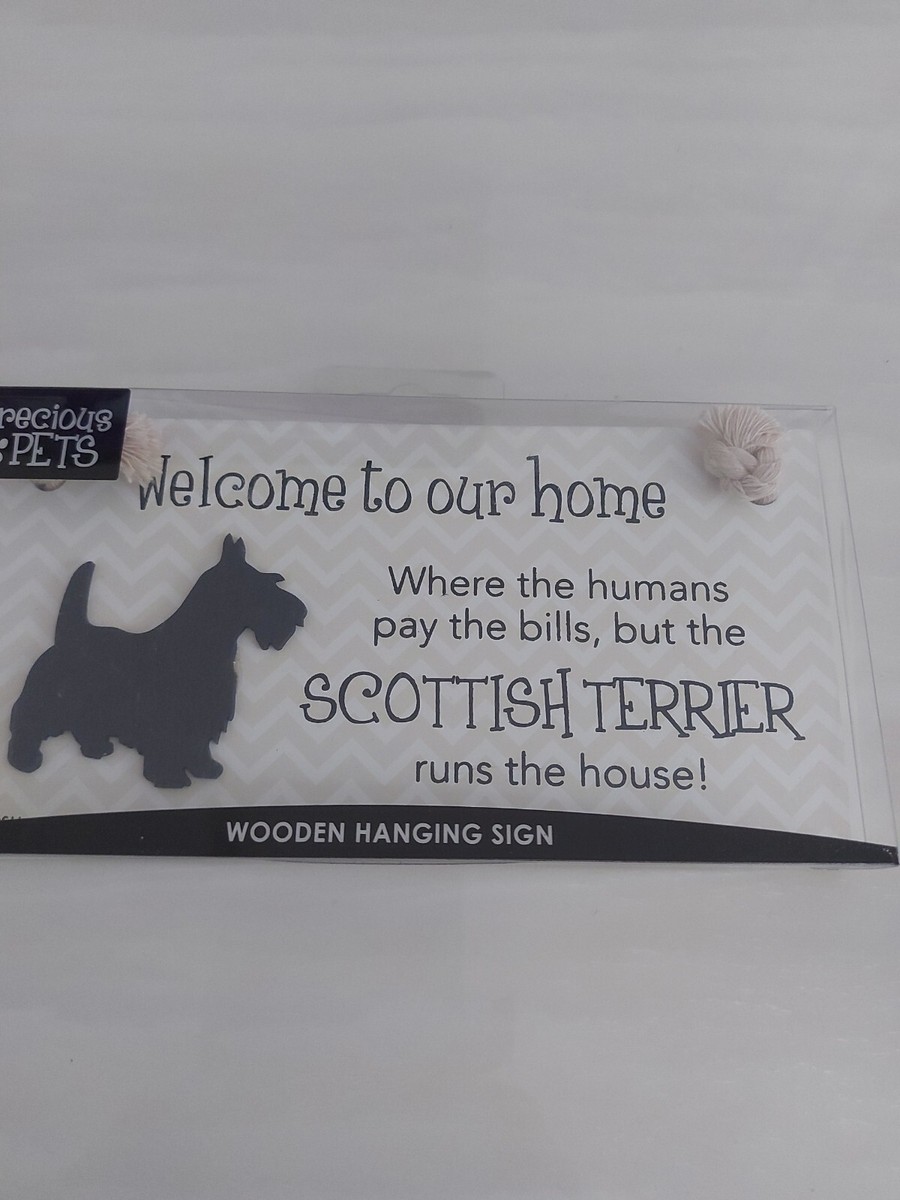 recious
PETS
Welcome to our home
Where the humans
pay the bills, but the
SCOTTISH TERRIER
runs the house!
WOODEN HANGING SIGN